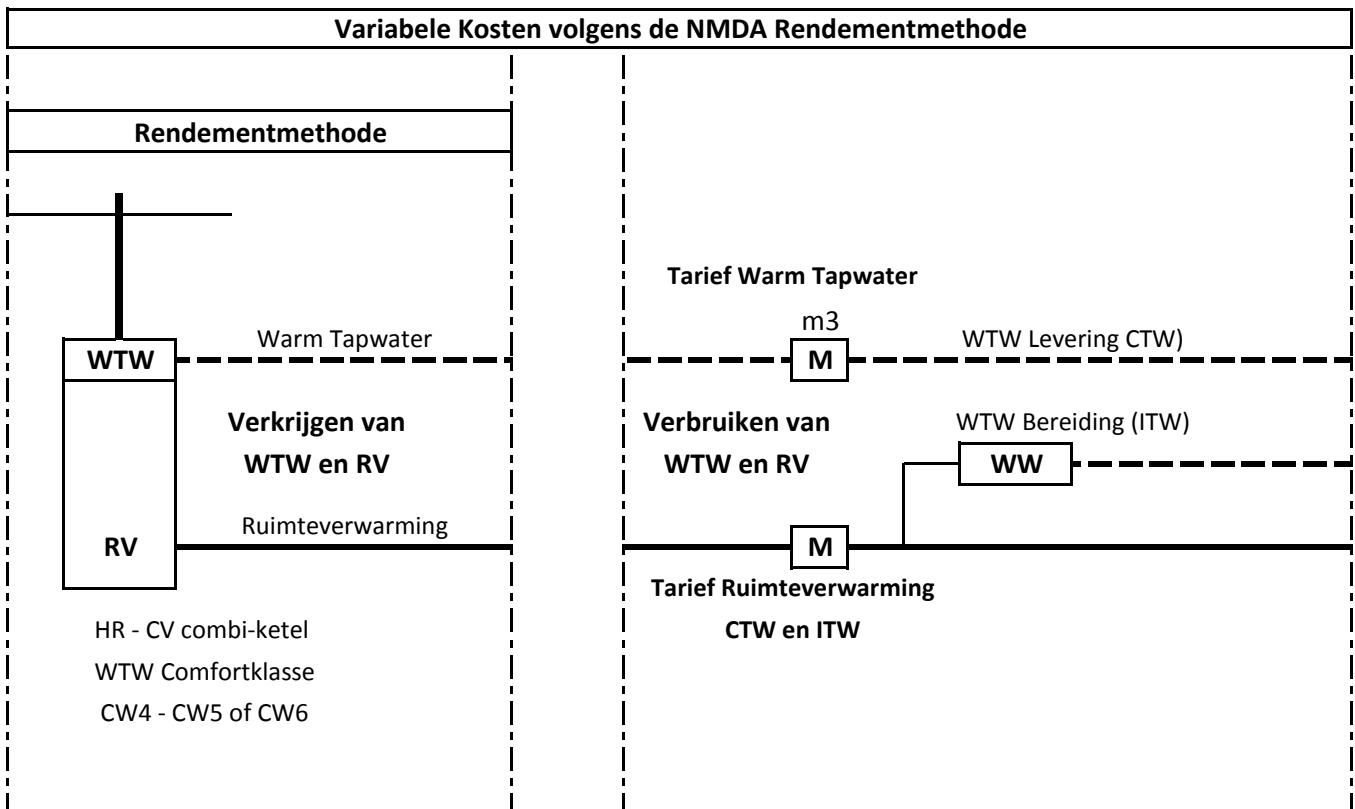 Variabele Kosten volgens de NMDA Rendementmethode
Rendementmethode
Tarief Warm Tapwater
m3
Warm Tapwater
WTW Levering CTW)
WTW
M
Verkrijgen van
WTW en RV
Verbruiken van
WTW en RV
WTW Bereiding (ITW)
WW
Ruimteverwarming
RV
M
Tarief Ruimteverwarming
CTW en ITW
HR - CV combi-ketel
WTW Comfortklasse
CW4 - CW5 of CW6